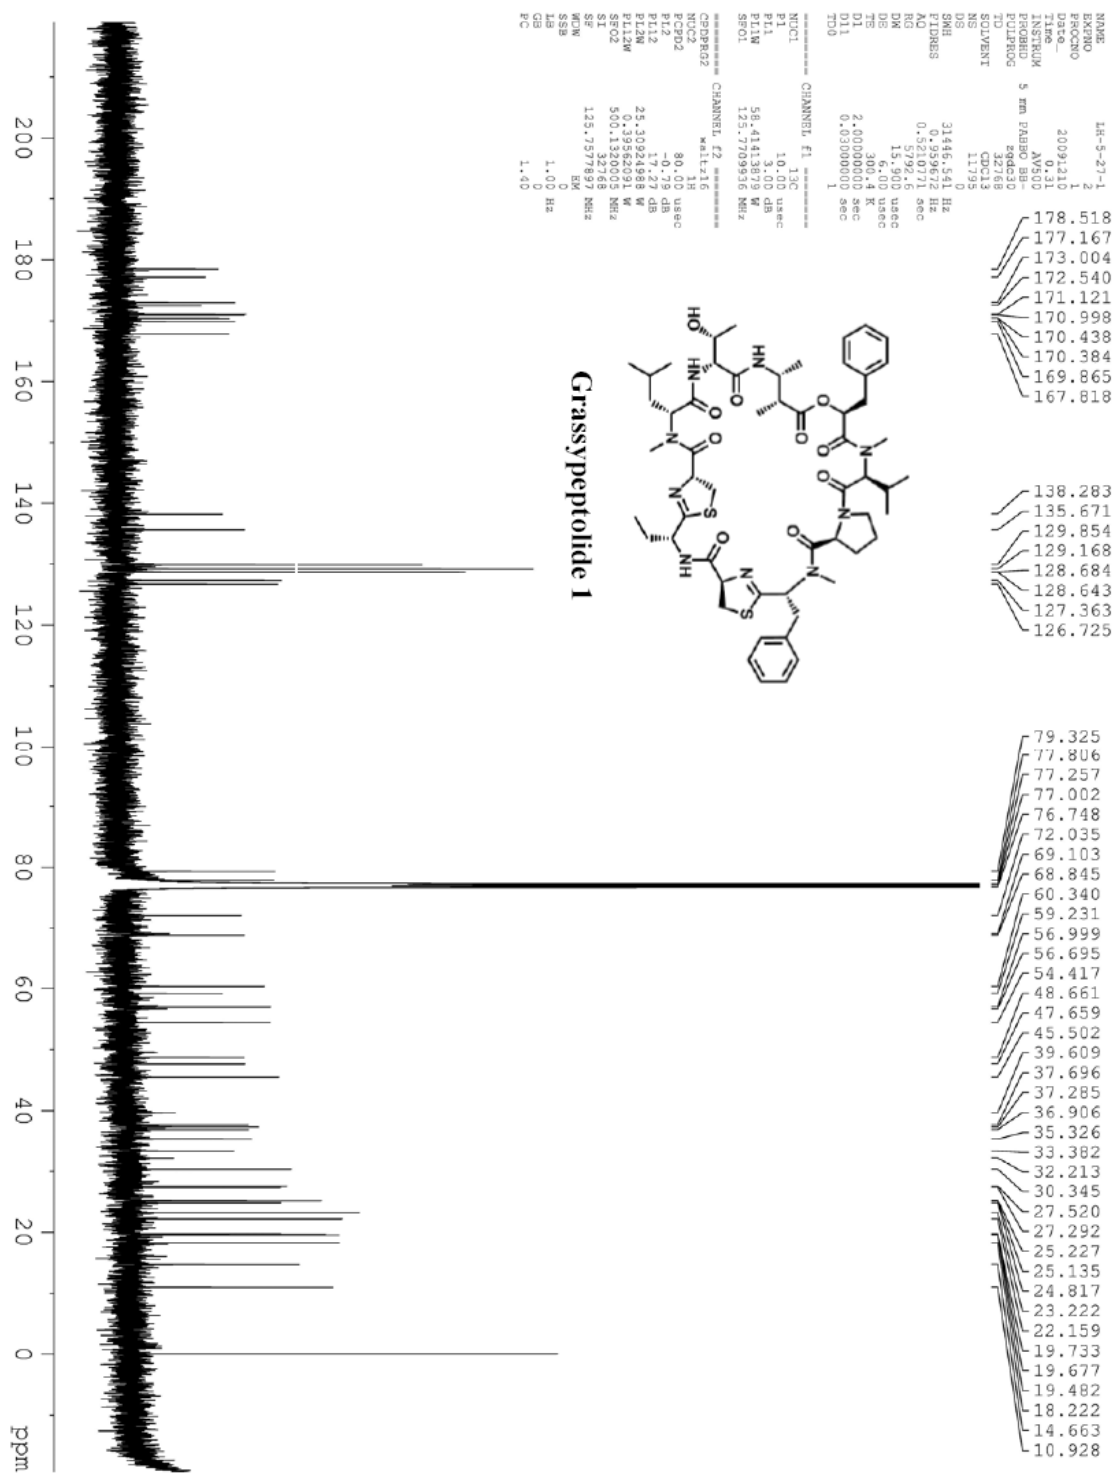 NAME LK-5-27-1
EXPNO 2
PROCNO 1
Date_ 20091210
Time 0.31
INSTRUM AV500
PROBHD 5 mm PABBO BB-
PULPROG zgdc30
TD 32768
SOLVENT CDCl3
NS 11795
DS 0
SWH 31446.541 Hz
FIDRES 0.959672 Hz
AQ 0.5210771 sec
RG 5792.6
DW 15.900 usec
DE 6.00 usec
TE 300.4 K
D1 2.00000000 sec
D11 0.03000000 sec
TD0 1
======== CHANNEL f1 ========
NUC1 13C
P1 10.00 usec
PL1 3.00 dB
PL1W 58.41413879 W
SFO1 125.7709936 MHz
======== CHANNEL f2 ========
CPDPRG2 waltz16
NUC2 1H
PCPD2 80.00 usec
PL2 -0.79 dB
PL12 17.27 dB
PL2W 25.30924988 W
PL12W 0.39562091 W
SFO2 500.1320005 MHz
SI 32768
SF 125.7577897 MHz
WDW EM
SSB 0
LB 1.00 Hz
GB 0
PC 1.40
178.518
177.167
173.004
172.540
171.121
170.998
170.438
170.384
169.865
167.818
138.283
135.671
129.854
129.168
128.684
128.643
127.363
126.725
79.325
77.806
77.257
77.002
76.748
72.035
69.103
68.845
60.340
59.231
56.999
56.695
54.417
48.661
47.659
45.502
39.609
37.696
37.285
36.906
35.326
33.382
32.213
30.345
27.520
27.292
25.227
25.135
24.817
23.222
22.159
19.733
19.677
19.482
18.222
14.663
10.928
HO
HN
O
O
O
O
N
O
N
O
N
O
NH
O
N
O
N
S
N
H
O
N
S
Grassypeptolide 1
200 180 160 140 120 100 80 60 40 20 0 ppm